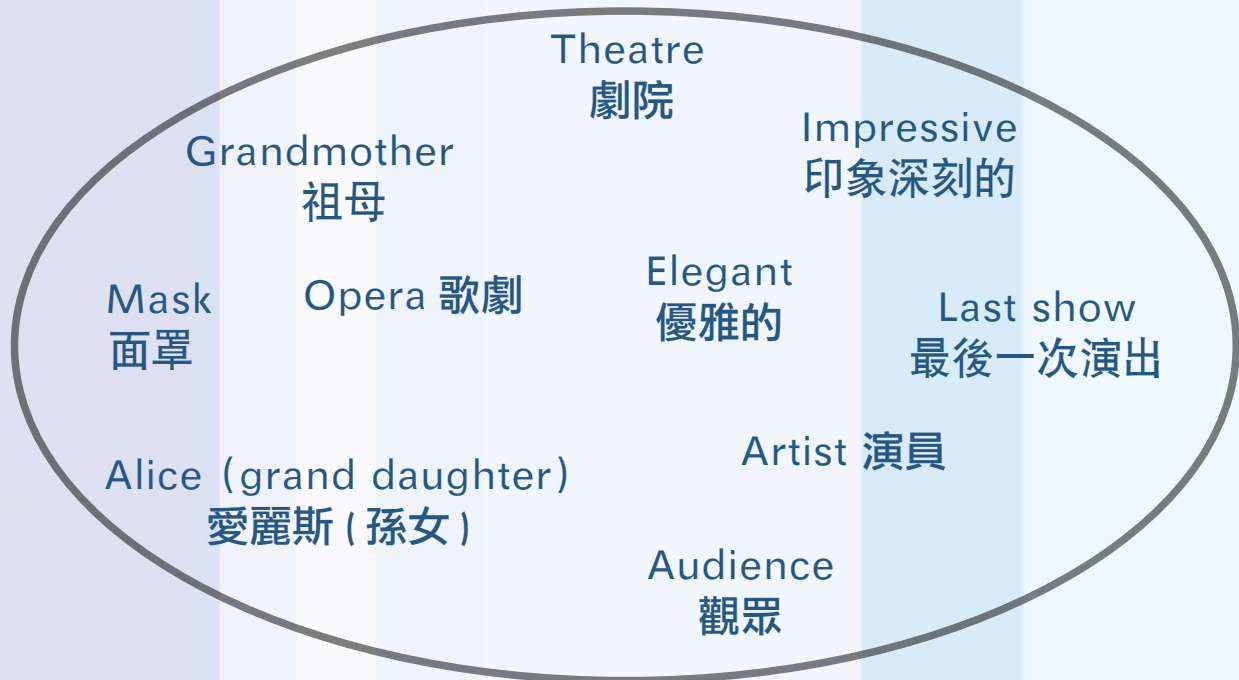 Theatre
劇院
Impressive
印象深刻的
Grandmother
祖母
Elegant
優雅的
Mask
面罩
Opera 歌劇
Last show
最後一次演出
Artist 演員
Alice (grand daughter)
愛麗斯 ( 孫女 )
Audience
觀眾